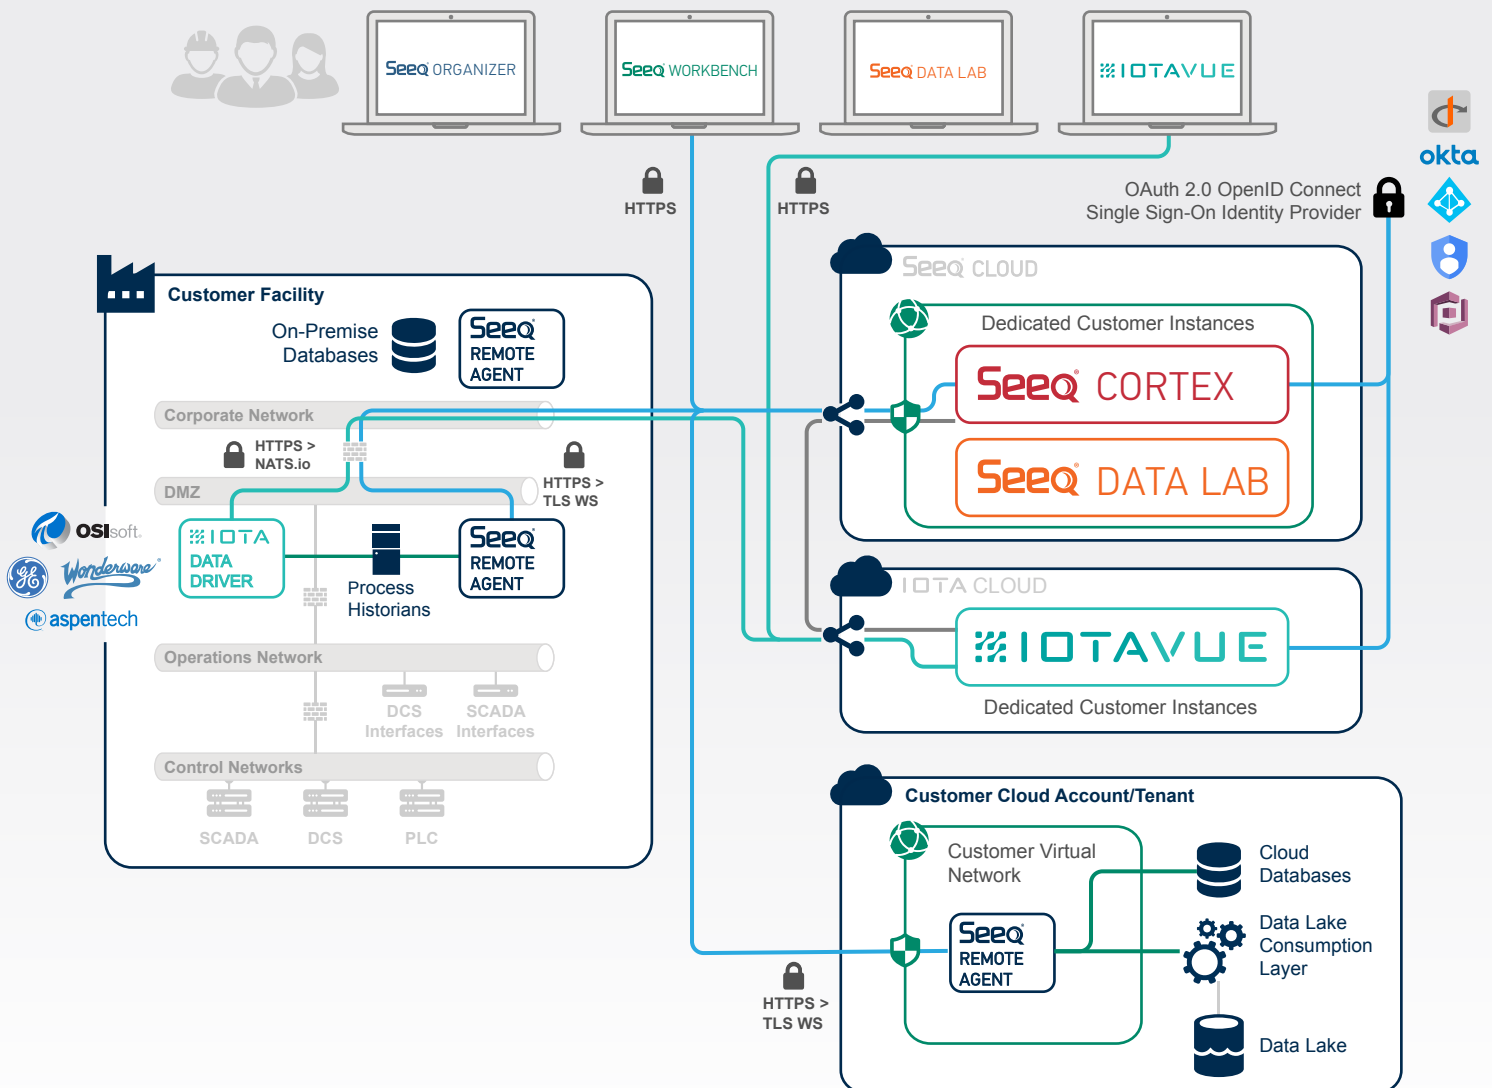 Seeq ORGANIZER
Seeq WORKBENCH
Seeq DATA LAB
IOTAVUE
okta
HTTPS
HTTPS
OAuth 2.0 OpenID Connect
Single Sign-On Identity Provider
Seeq CLOUD
Dedicated Customer Instances
Seeq® CORTEX
Seeq® DATA LAB
Customer Facility
On-Premise
Databases
Seeq®
REMOTE
AGENT
Corporate Network
HTTPS >
NATS.io
HTTPS >
TLS WS
DMZ
OSIsoft.
GE
Wonderware®
aspentech
IOTA
DATA
DRIVER
Process
Historians
Seeq®
REMOTE
AGENT
Operations Network
DCS
Interfaces
SCADA
Interfaces
Control Networks
SCADA
DCS
PLC
IOTA CLOUD
IOTAVUE
Dedicated Customer Instances
Customer Cloud Account/Tenant
Customer Virtual
Network
Seeq®
REMOTE
AGENT
HTTPS >
TLS WS
Cloud
Databases
Data Lake
Consumption
Layer
Data Lake